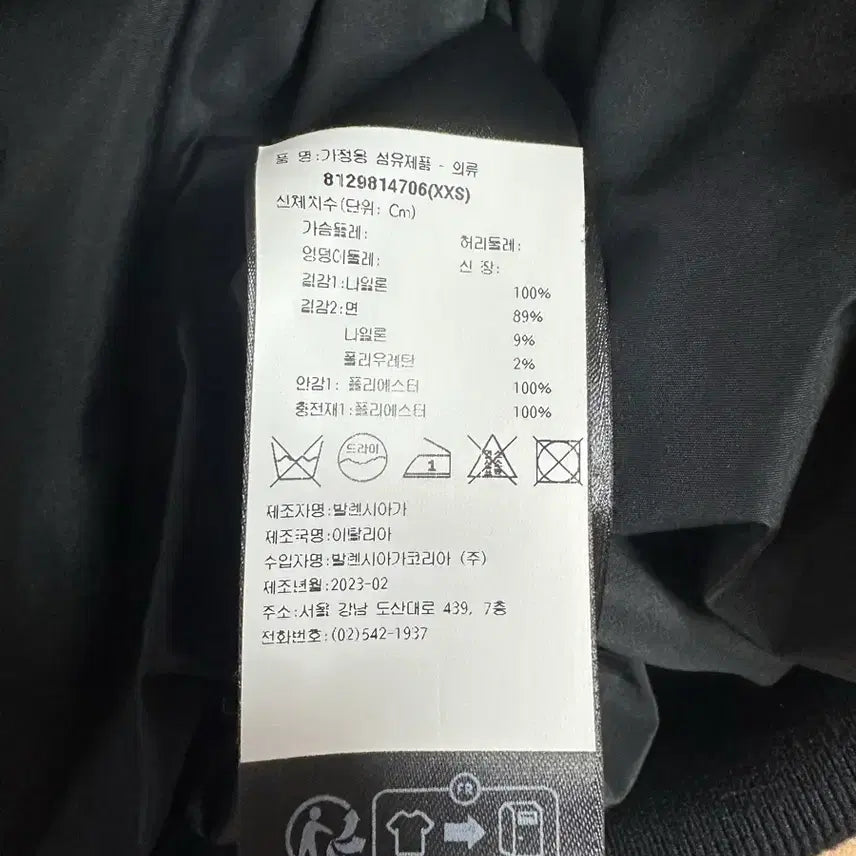 품 명:가정용 섬유제품 - 의류
8129814706(XXS)
신체치수(단위: Cm)
가슴둘레: 허리둘레:
엉덩이둘레: 신 장:
겉감1:나일론 100%
겉감2:면 89%
나일론 9%
폴리우레탄 2%
안감1: 폴리에스터 100%
충전재1:폴리에스터 100%
드라이
1
제조자명:발렌시아가
제조국명:이탈리아
수입자명:발렌시아가코리아 (주)
제조년월:2023-02
주소:서울 강남 도산대로 439, 7층
전화번호:(02)542-1937
FR